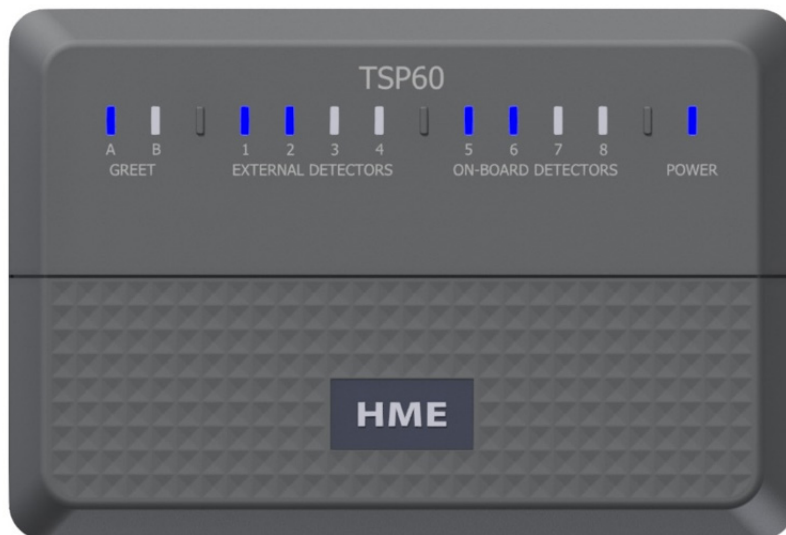 TSP60
A B 1 2 3 4 5 6 7 8
GREET EXTERNAL DETECTORS ON-BOARD DETECTORS POWER
HME